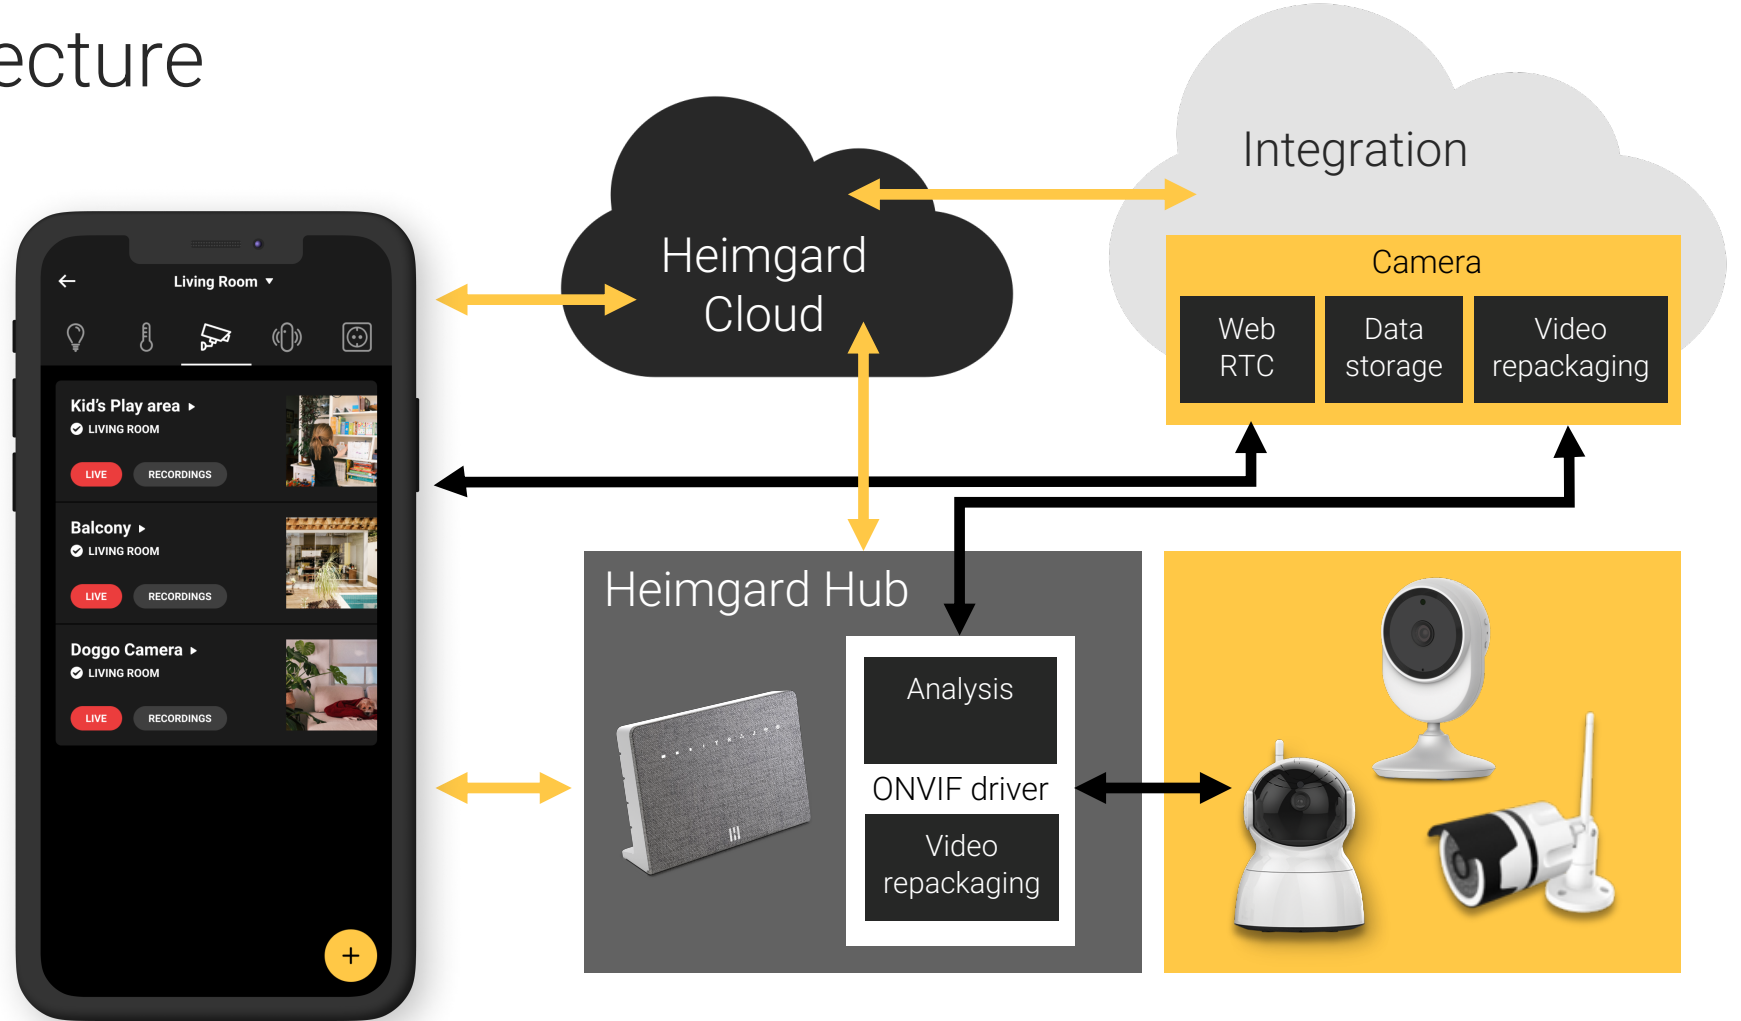 ecture
Integration
Heimgard
Cloud
Camera
Web
RTC
Data
storage
Video
repackaging
Living Room
Kid's Play area
LIVING ROOM
LIVE
RECORDINGS
Balcony
LIVING ROOM
LIVE
RECORDINGS
Doggo Camera
LIVING ROOM
LIVE
RECORDINGS
+
Heimgard Hub
Analysis
ONVIF driver
Video
repackaging